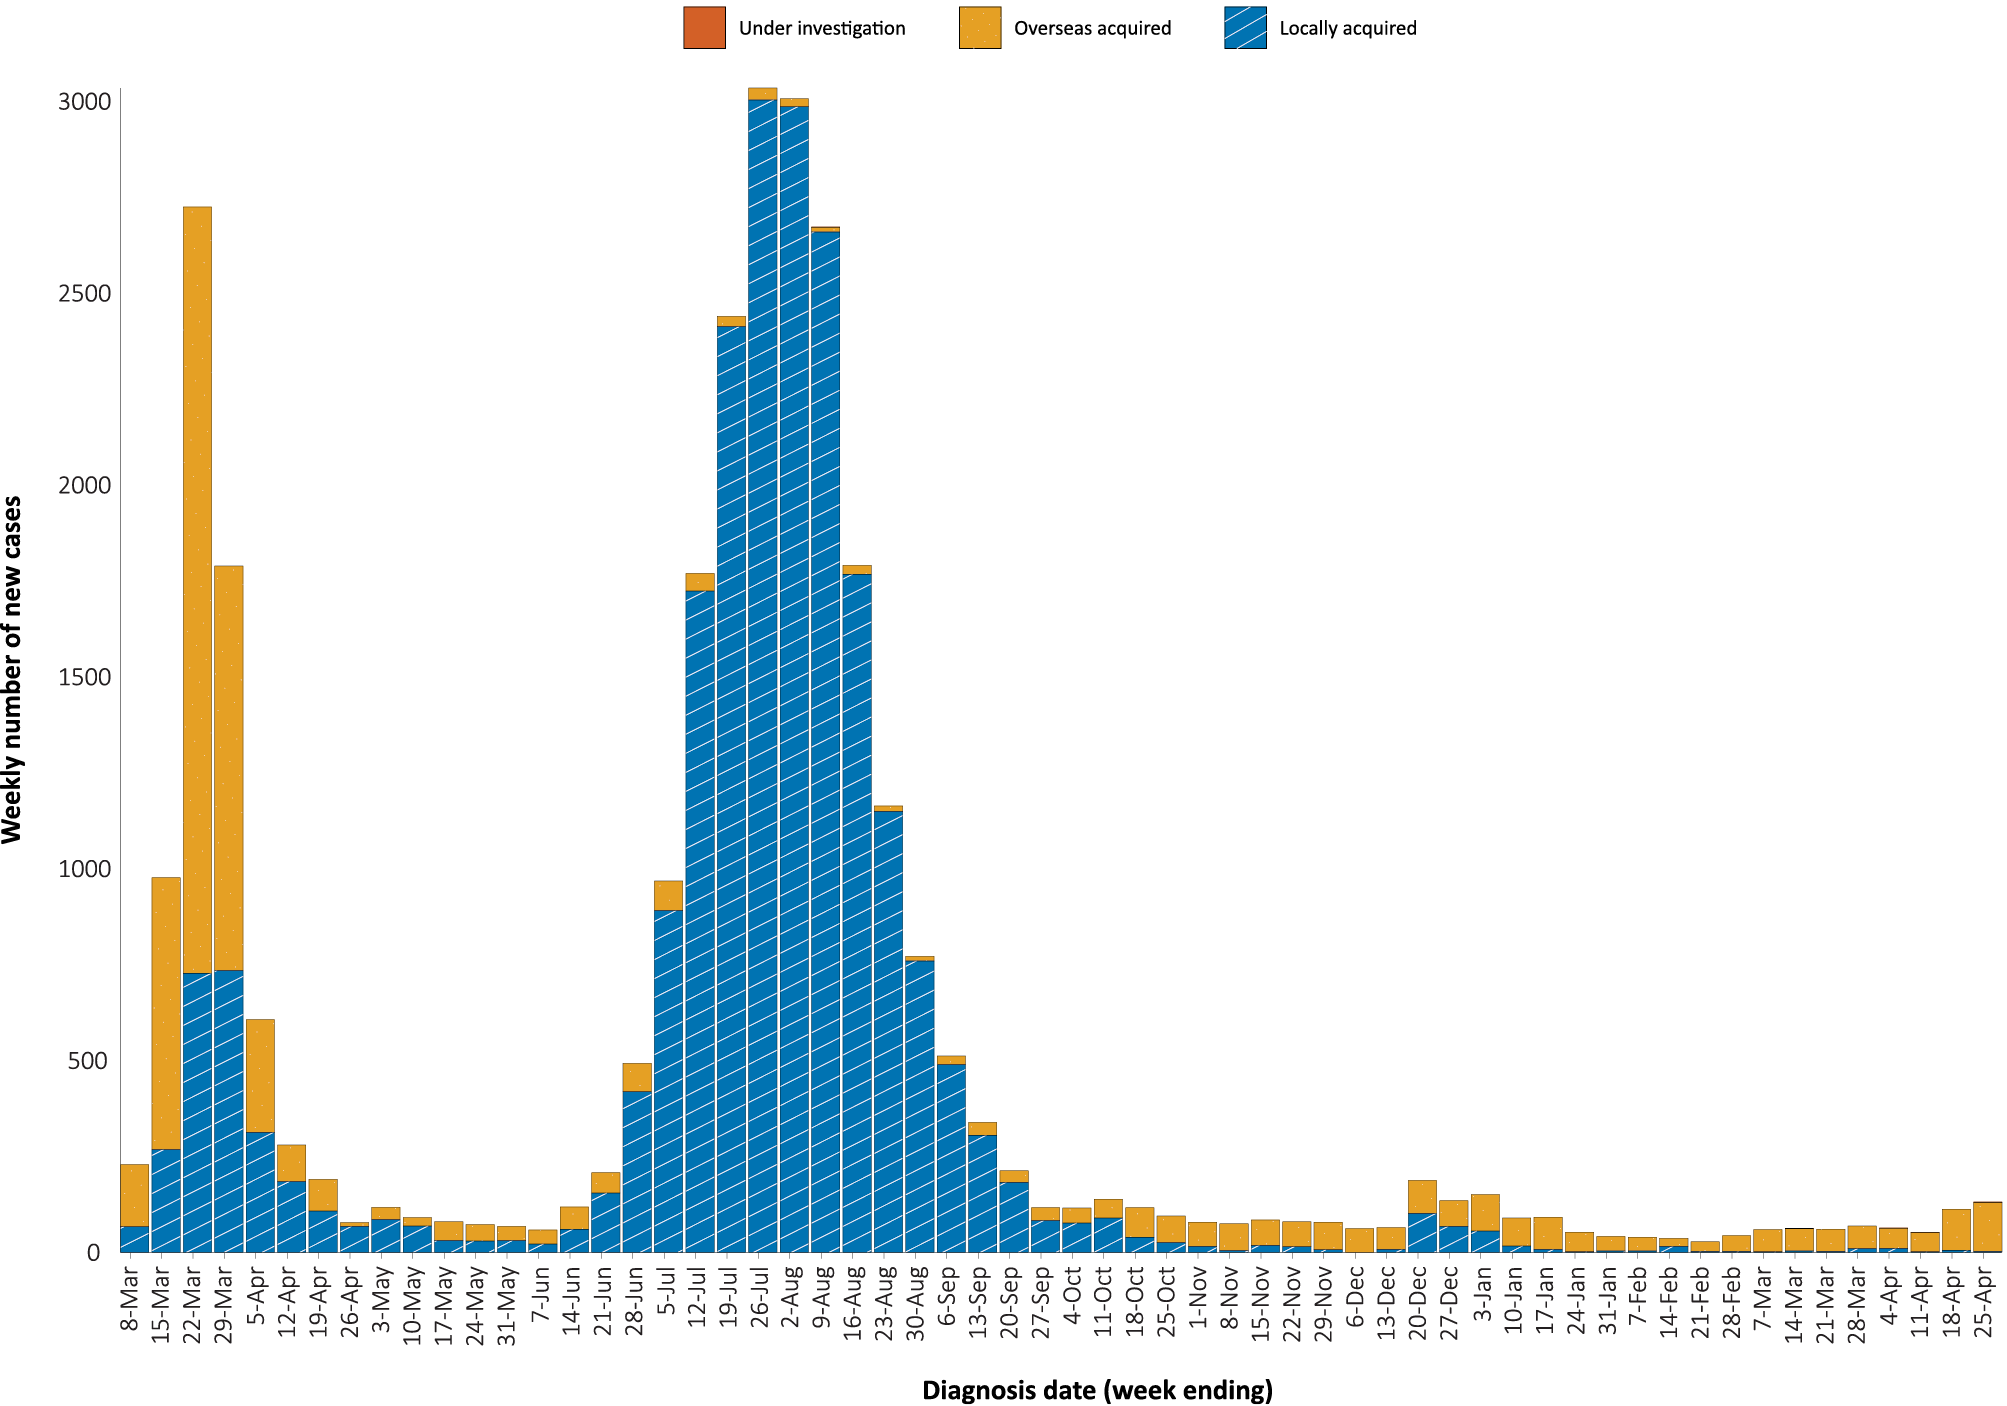 Under investigation Overseas acquired Locally acquired
Weekly number of new cases
3000
2500
2000
1500
1000
500
0
8-Mar 15-Mar 22-Mar 29-Mar 5-Apr 12-Apr 19-Apr 26-Apr 3-May 10-May 17-May 24-May 31-May 7-Jun 14-Jun 21-Jun 28-Jun 5-Jul 12-Jul 19-Jul 26-Jul 2-Aug 9-Aug 16-Aug 23-Aug 30-Aug 6-Sep 13-Sep 20-Sep 27-Sep 4-Oct 11-Oct 18-Oct 25-Oct 1-Nov 8-Nov 15-Nov 22-Nov 29-Nov 6-Dec 13-Dec 20-Dec 27-Dec 3-Jan 10-Jan 17-Jan 24-Jan 31-Jan 7-Feb 14-Feb 21-Feb 28-Feb 7-Mar 14-Mar 21-Mar 28-Mar 4-Apr 11-Apr 18-Apr 25-Apr
Diagnosis date (week ending)